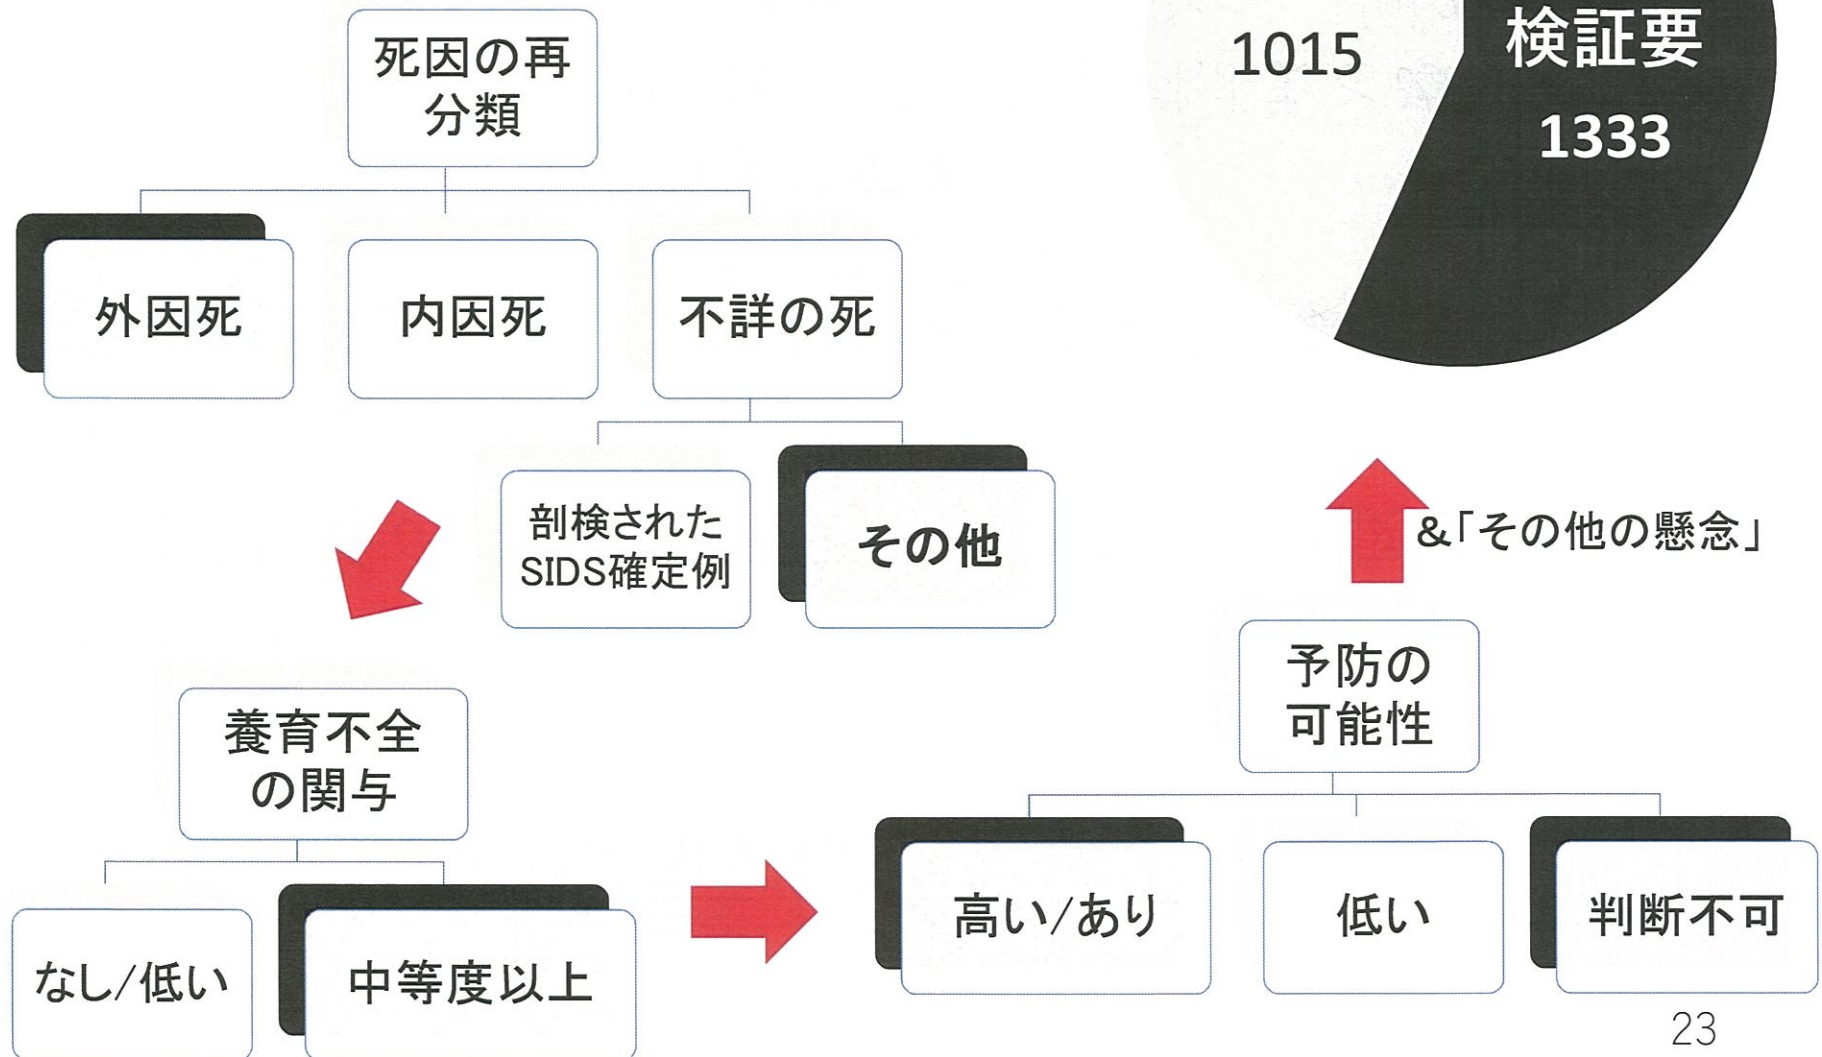 死因の再
分類
外因死
内因死
不詳の死
剖検された
SIDS確定例
その他
養育不全
の関与
なし/低い
中等度以上
予防の
可能性
高い/あり
低い
判断不可
&「その他の懸念」
1015
検証要
1333
23